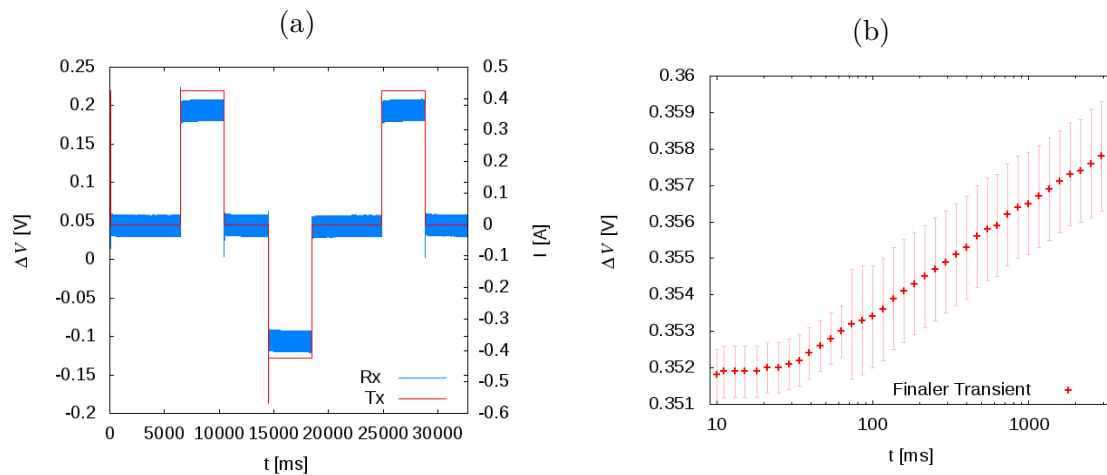 (a)
0.25
0.2
0.15
0.1
0.05
0
-0.05
-0.1
-0.15
-0.2
ΔV [V]
0.5
0.4
0.3
0.2
0.1
0
-0.1
-0.2
-0.3
-0.4
-0.5
-0.6
I [A]
Rx
Tx
0 5000 10000 15000 20000 25000 30000
t [ms]
(b)
0.36
0.359
0.358
0.357
0.356
0.355
0.354
0.353
0.352
0.351
ΔV [V]
Finaler Transient
10 100 1000
t [ms]